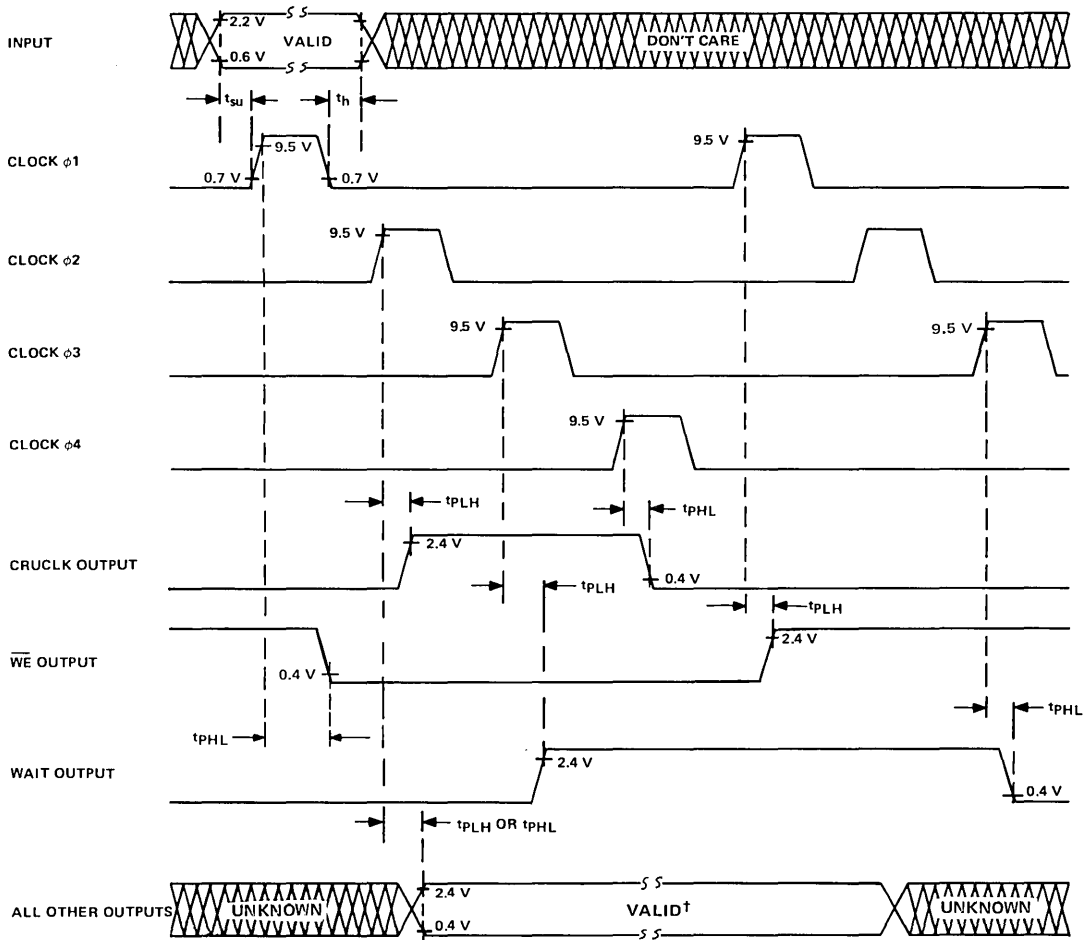 INPUT
2.2 V
VALID
0.6 V
DON'T CARE
tsu
th
CLOCK φ1
9.5 V
0.7 V
0.7 V
9.5 V
CLOCK φ2
9.5 V
CLOCK φ3
9.5 V
9.5 V
CLOCK φ4
9.5 V
tPLH
tPHL
CRUCLK OUTPUT
2.4 V
0.4 V
tPLH
tPLH
WE OUTPUT
2.4 V
0.4 V
tPHL
tPHL
WAIT OUTPUT
2.4 V
0.4 V
tPLH OR tPHL
ALL OTHER OUTPUTS
UNKNOWN
2.4 V
0.4 V
VALID†
UNKNOWN